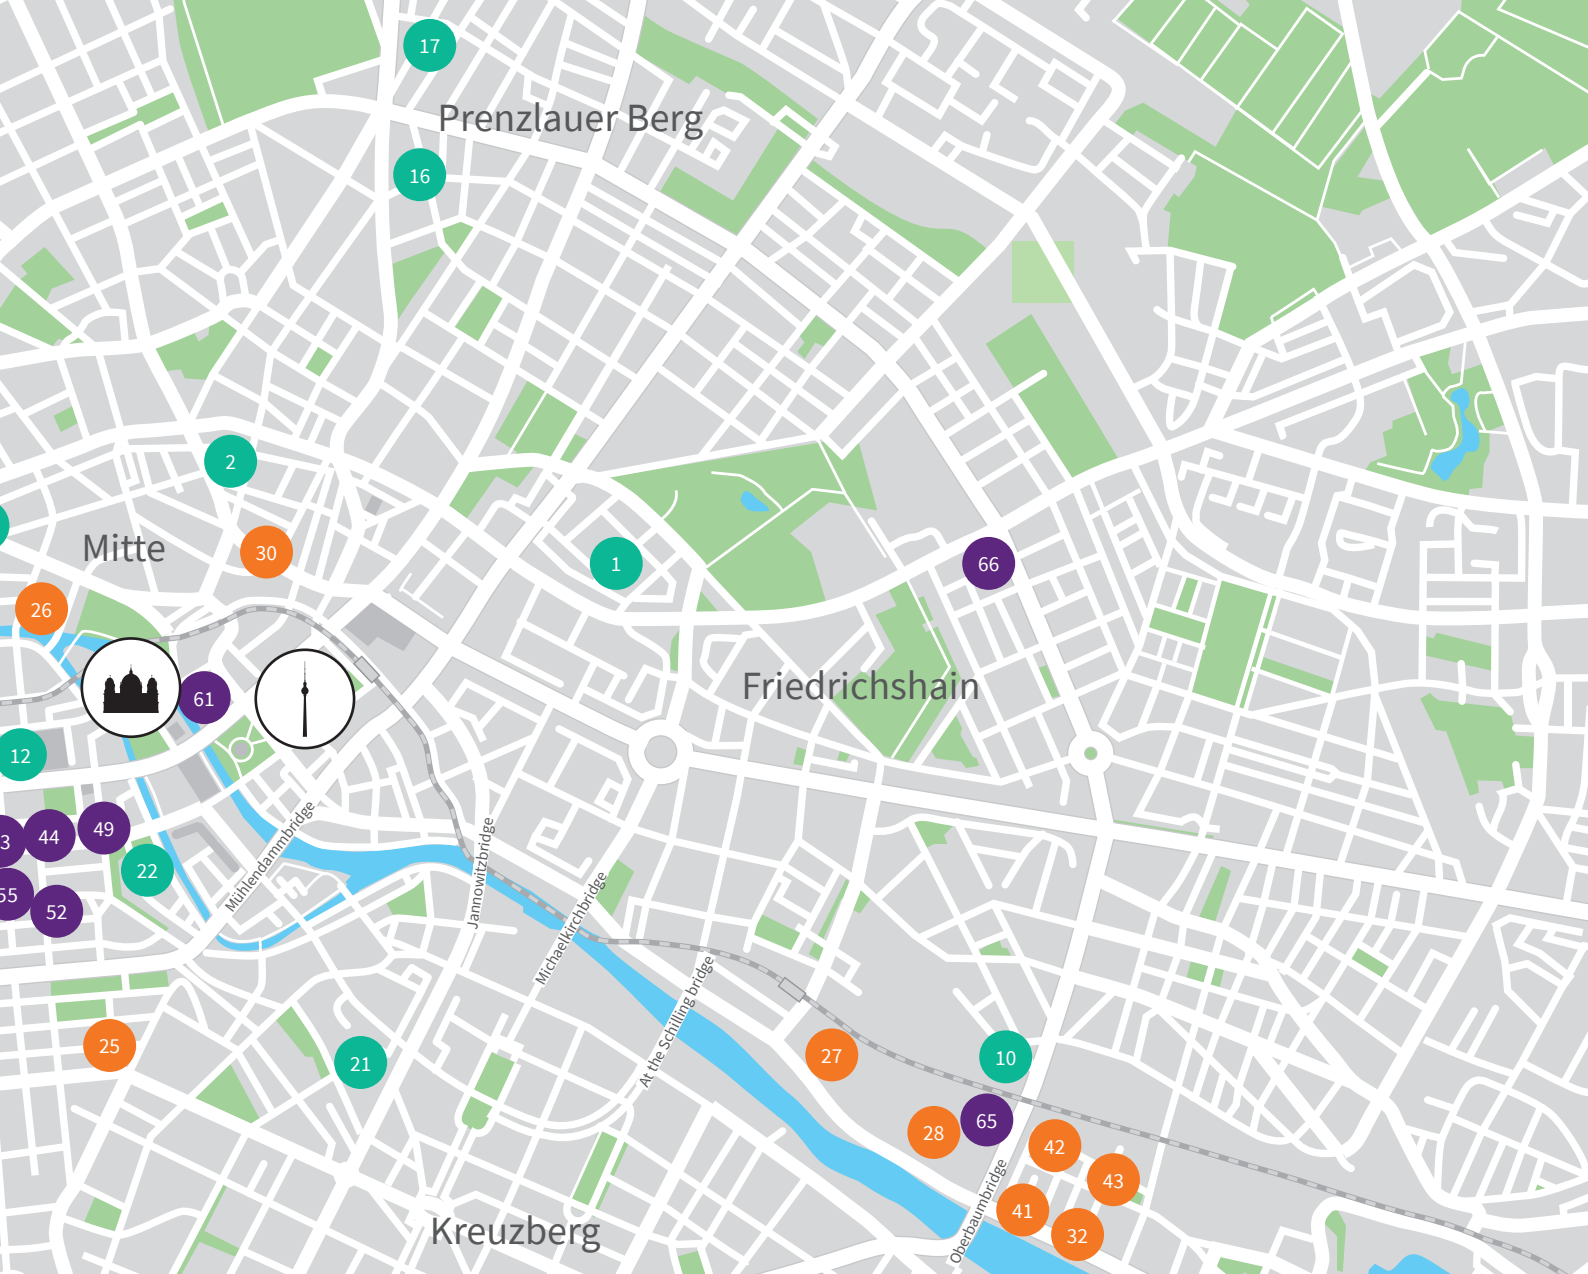 17
Prenzlauer Berg
16
2
Mitte
30
1
66
26
61
Friedrichshain
12
3
44
49
22
55
52
Mühlendammbridge
Jannowitzbridge
Michaelkirchbridge
At the Schilling bridge
25
21
27
10
28
65
42
43
41
32
Oberbaumbridge
Kreuzberg